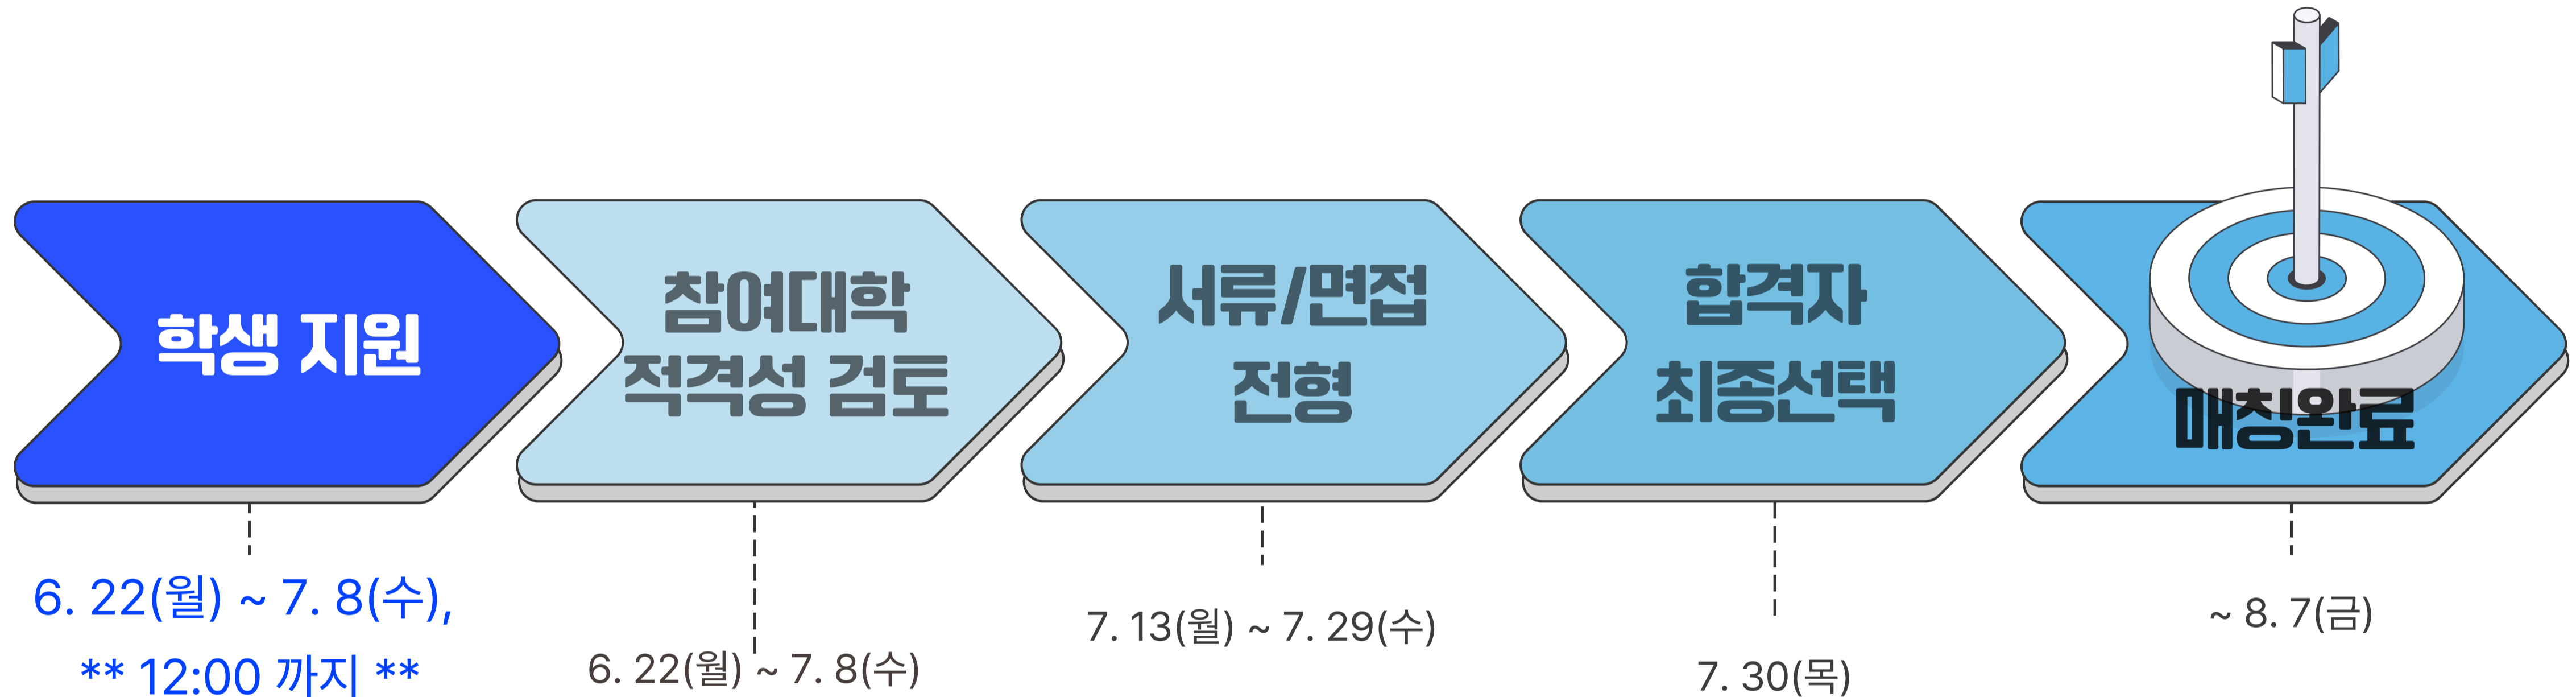 학생 지원
참여대학
적격성 검토
서류/면접
전형
합격자
최종선택
매칭완료
6. 22(월) ~ 7. 8(수),
** 12:00 까지 **
6. 22(월) ~ 7. 8(수)
7. 13(월) ~ 7. 29(수)
7. 30(목)
~ 8. 7(금)